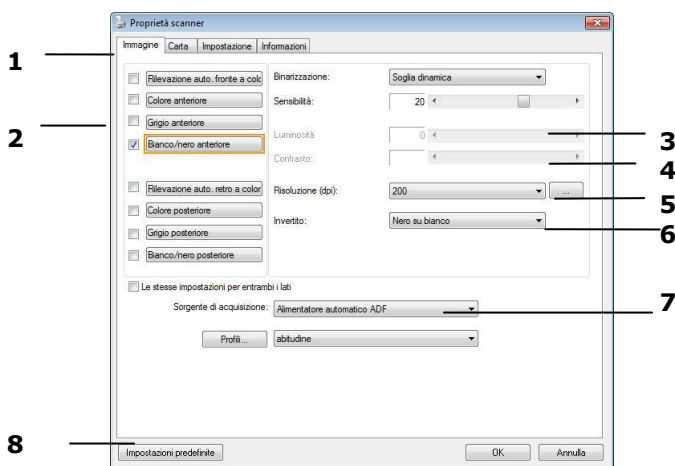 Proprietà scanner
Immagine Carta Impostazione Informazioni
1
Rilevazione auto. fronte a colo
Binarizzazione: Soglia dinamica
Colore anteriore
Sensibilità: 20
2
Grigio anteriore
Luminosità 0
3
Bianco/nero anteriore
Contrasto:
4
Rilevazione auto. retro a color
Risoluzione (dpi): 200 ...
5
Colore posteriore
Invertito: Nero su bianco
6
Grigio posteriore
Bianco/nero posteriore
Le stesse impostazioni per entrambi i lati
Sorgente di acquisizione: Alimentatore automatico ADF
7
Profili... abitudine
8
Impostazioni predefinite OK Annulla